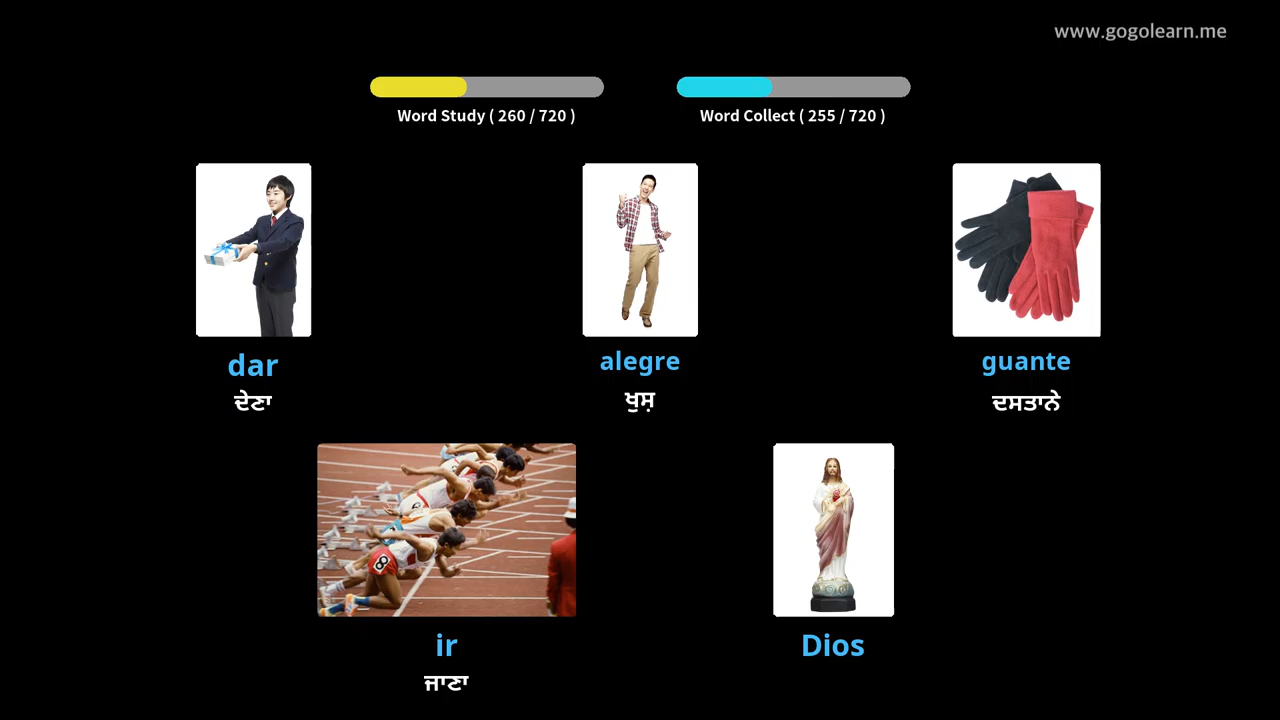 www.gogolearn.me
Word Study ( 260 / 720 )
Word Collect ( 255 / 720 )
dar
ਦੇਣਾ
alegre
ਖੁਸ਼
guante
ਦਸਤਾਨੇ
ir
ਜਾਣਾ
Dios